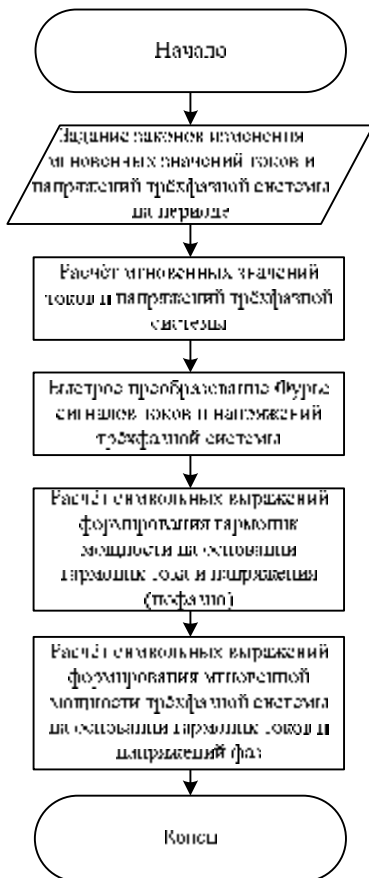 Начало
Задание законов изменения
мгновенных значений токов и
напряжений трёхфазной системы
на периоде
Расчёт мгновенных значений
токов и напряжений трёхфазной
системы
Быстрое преобразование Фурье
сигналов токов и напряжений
трёхфазной системы
Расчёт символьных выражений
формирования гармоник
мощности на основании
гармоник тока и напряжения
(пофазно)
Расчёт символьных выражений
формирования мгновенной
мощности трёхфазной системы
на основании гармоник токов и
напряжений фаз
Конец